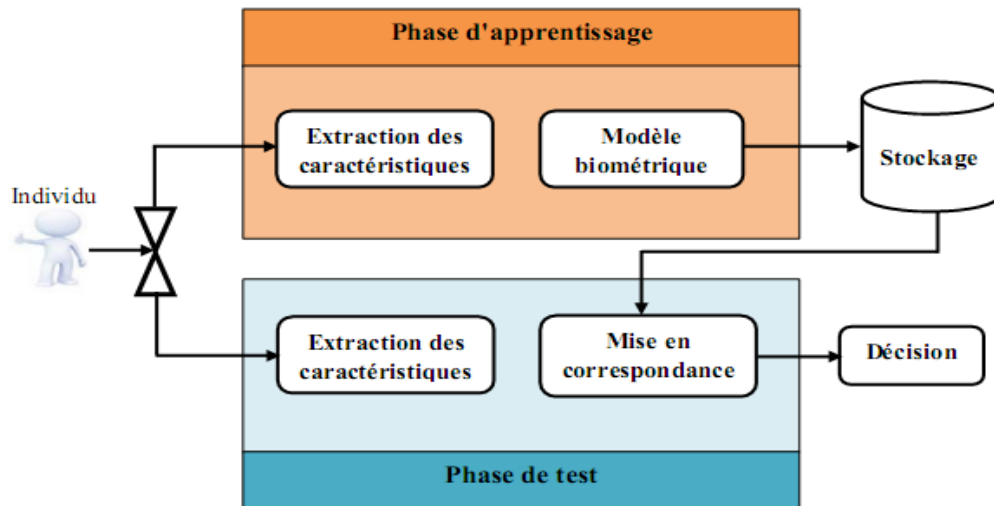 Phase d'apprentissage
Extraction des
caractéristiques
Modèle
biométrique
Stockage
Individu
Extraction des
caractéristiques
Mise en
correspondance
Décision
Phase de test